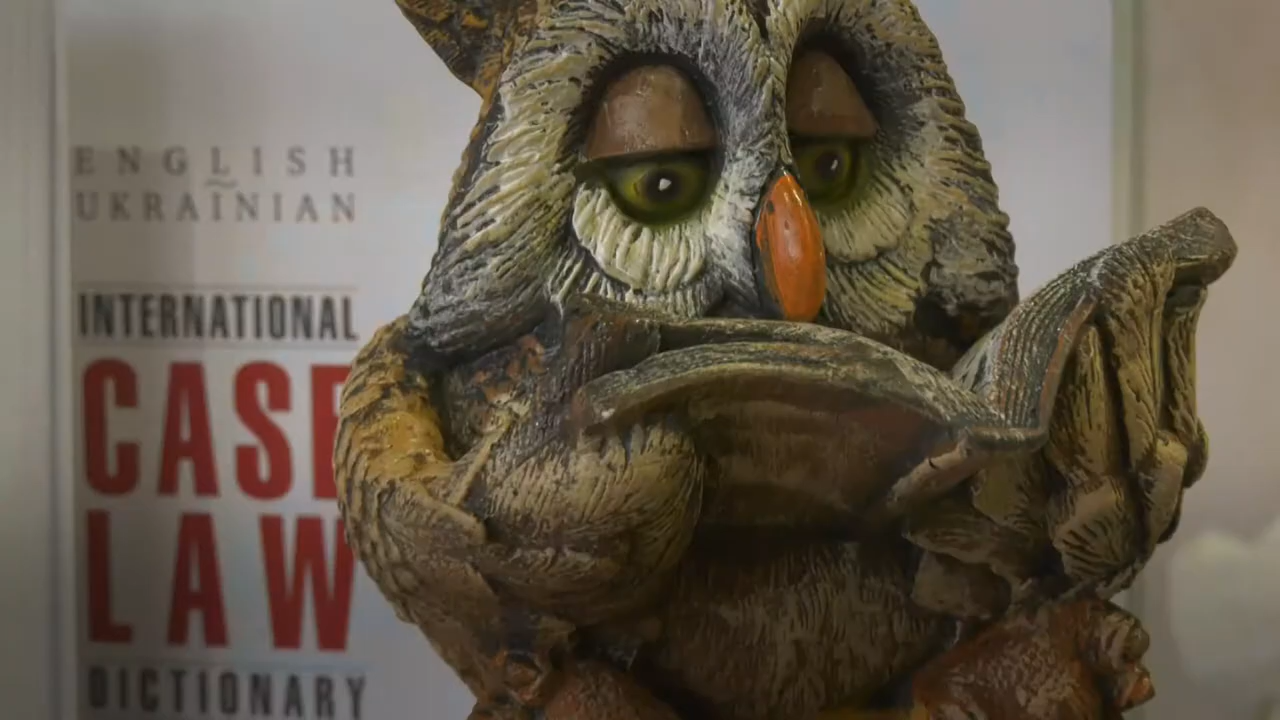 ENGLISH
~
UKRAINIAN
INTERNATIONAL
CASE
LAW
DICTIONARY